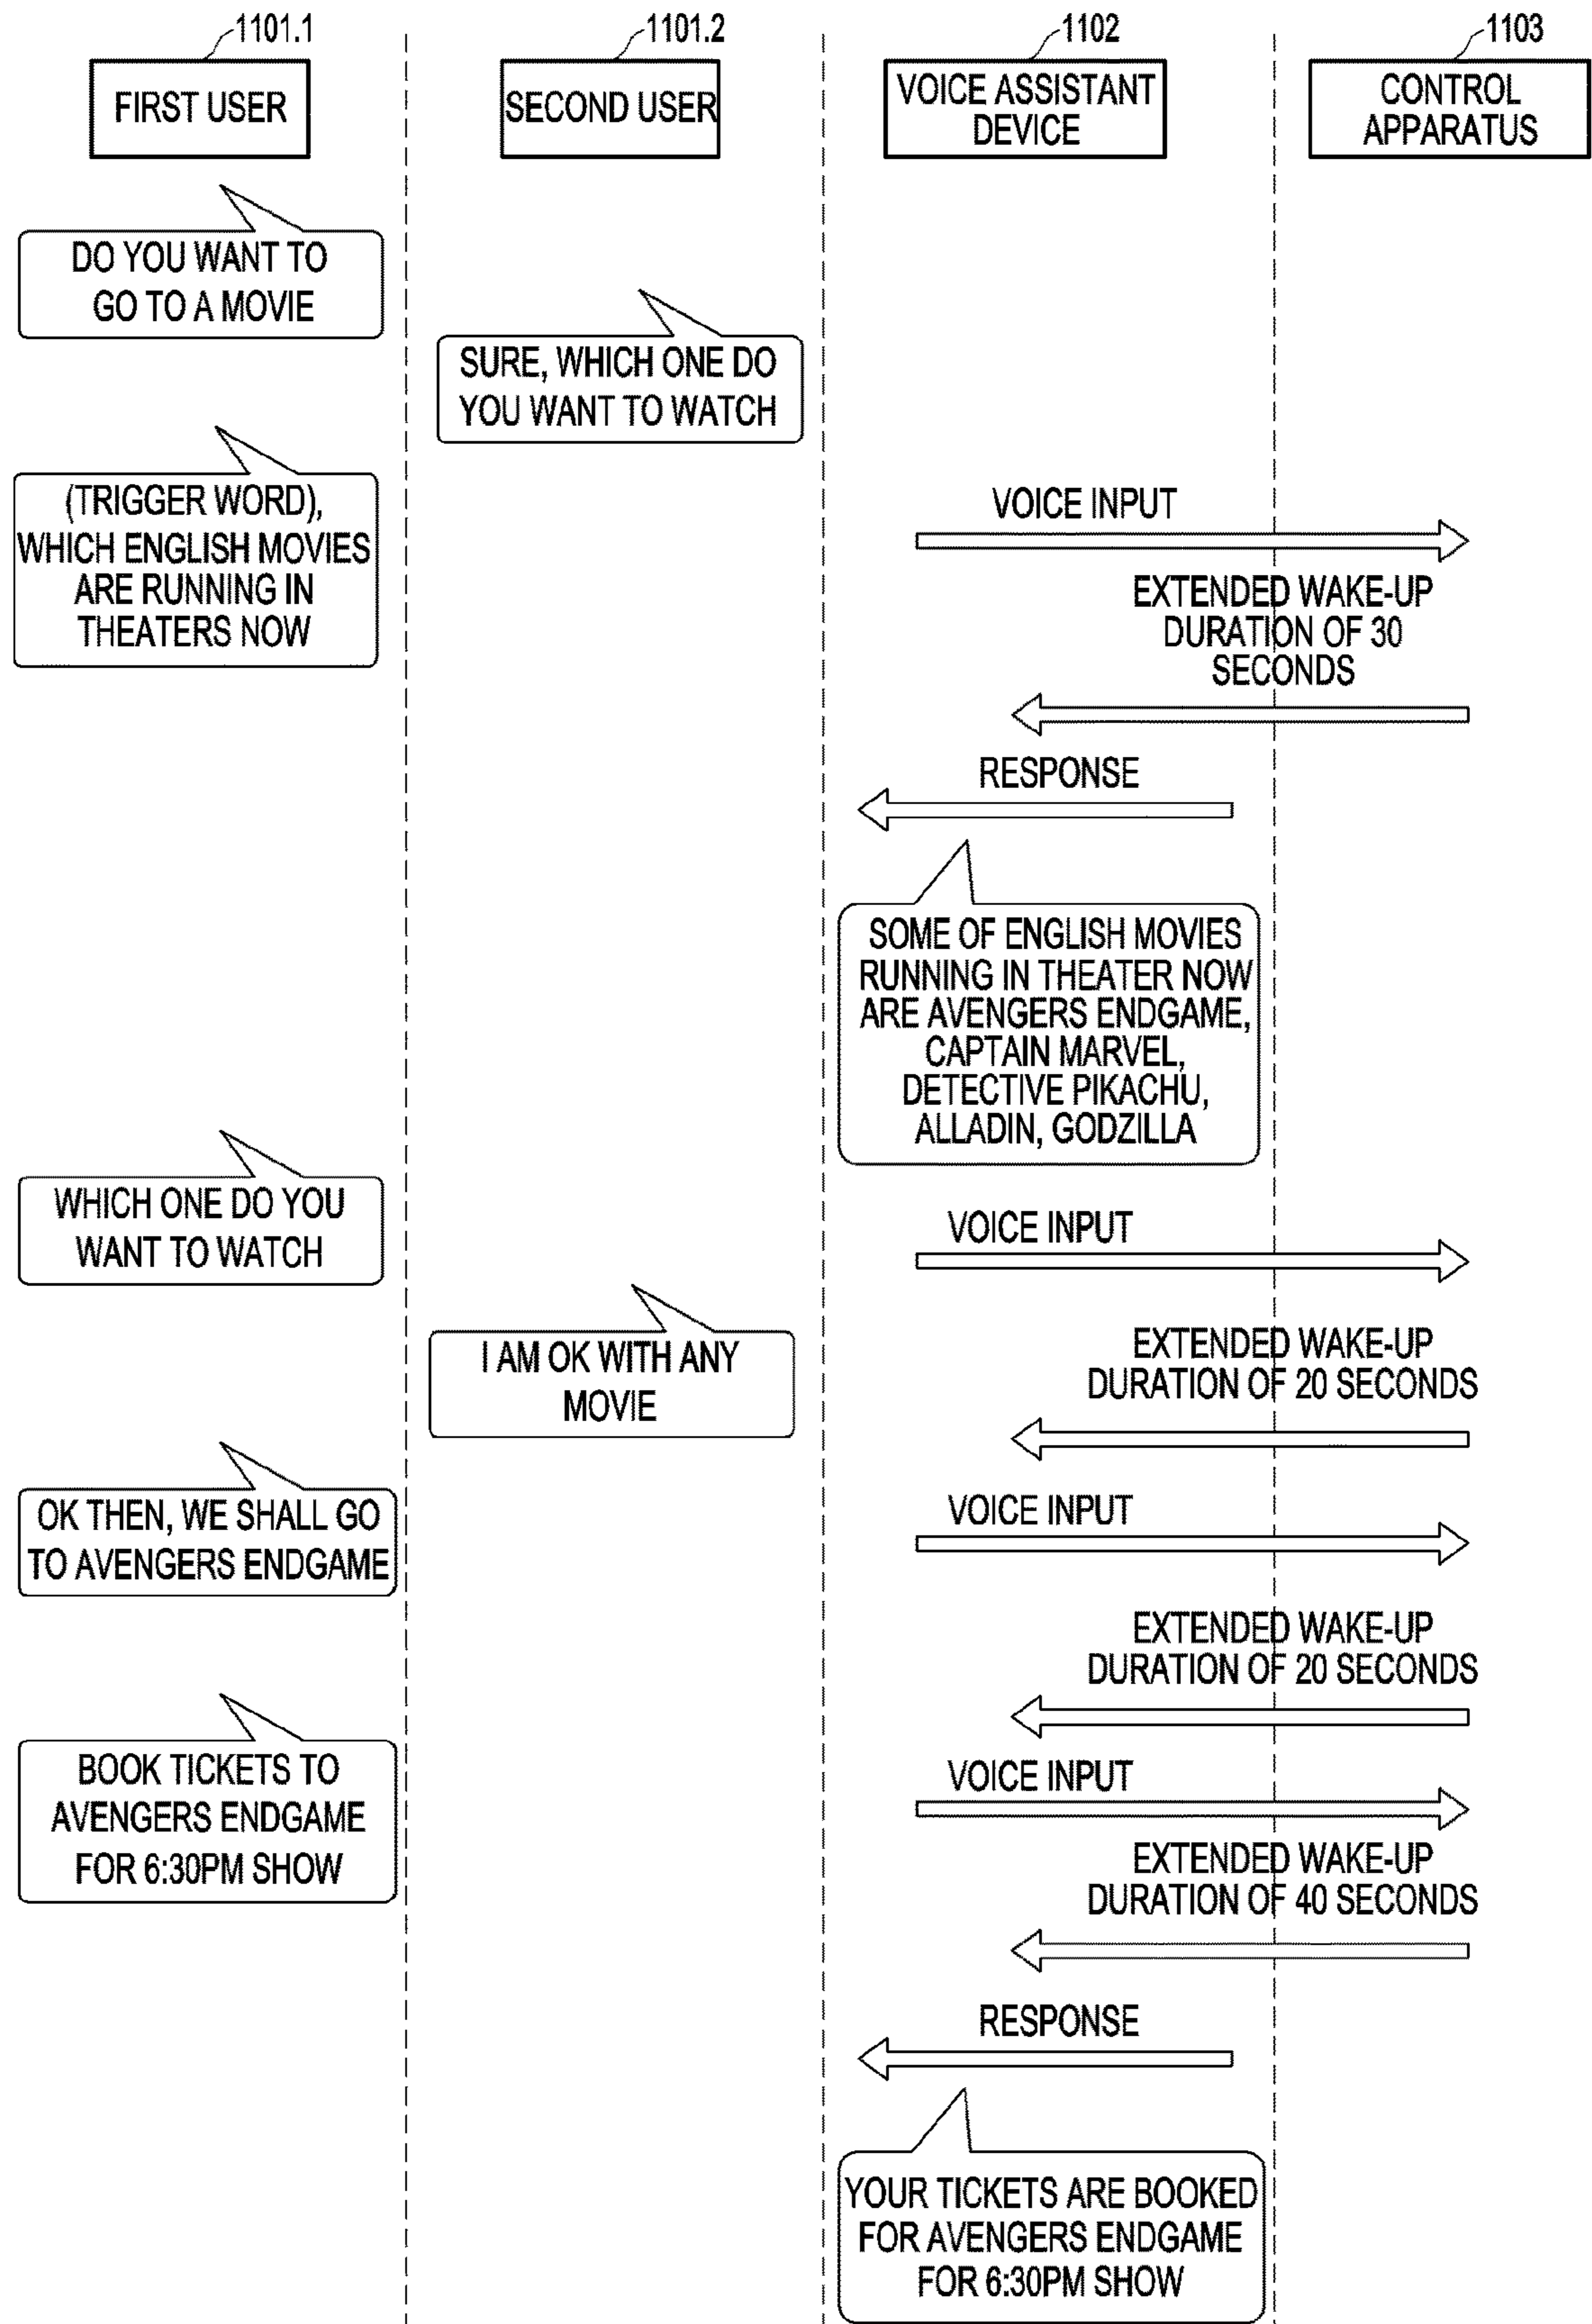 1101.1
1101.2
1102
1103
FIRST USER
SECOND USER
VOICE ASSISTANT
DEVICE
CONTROL
APPARATUS
DO YOU WANT TO
GO TO A MOVIE
SURE, WHICH ONE DO
YOU WANT TO WATCH
(TRIGGER WORD),
WHICH ENGLISH MOVIES
ARE RUNNING IN
THEATERS NOW
VOICE INPUT
EXTENDED WAKE-UP
DURATION OF 30
SECONDS
RESPONSE
SOME OF ENGLISH MOVIES
RUNNING IN THEATER NOW
ARE AVENGERS ENDGAME,
CAPTAIN MARVEL,
DETECTIVE PIKACHU,
ALLADIN, GODZILLA
WHICH ONE DO YOU
WANT TO WATCH
VOICE INPUT
I AM OK WITH ANY
MOVIE
EXTENDED WAKE-UP
DURATION OF 20 SECONDS
OK THEN, WE SHALL GO
TO AVENGERS ENDGAME
VOICE INPUT
EXTENDED WAKE-UP
DURATION OF 20 SECONDS
BOOK TICKETS TO
AVENGERS ENDGAME
FOR 6:30PM SHOW
VOICE INPUT
EXTENDED WAKE-UP
DURATION OF 40 SECONDS
RESPONSE
YOUR TICKETS ARE BOOKED
FOR AVENGERS ENDGAME
FOR 6:30PM SHOW